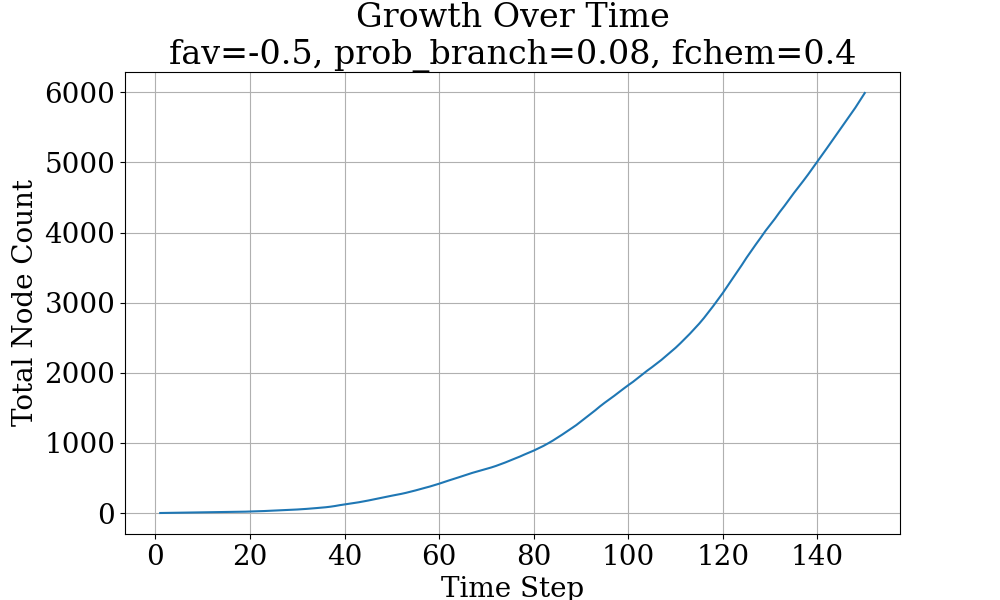 Growth Over Time
fav=-0.5, prob_branch=0.08, fchem=0.4
6000
5000
4000
3000
2000
1000
0
Total Node Count
0 20 40 60 80 100 120 140
Time Step